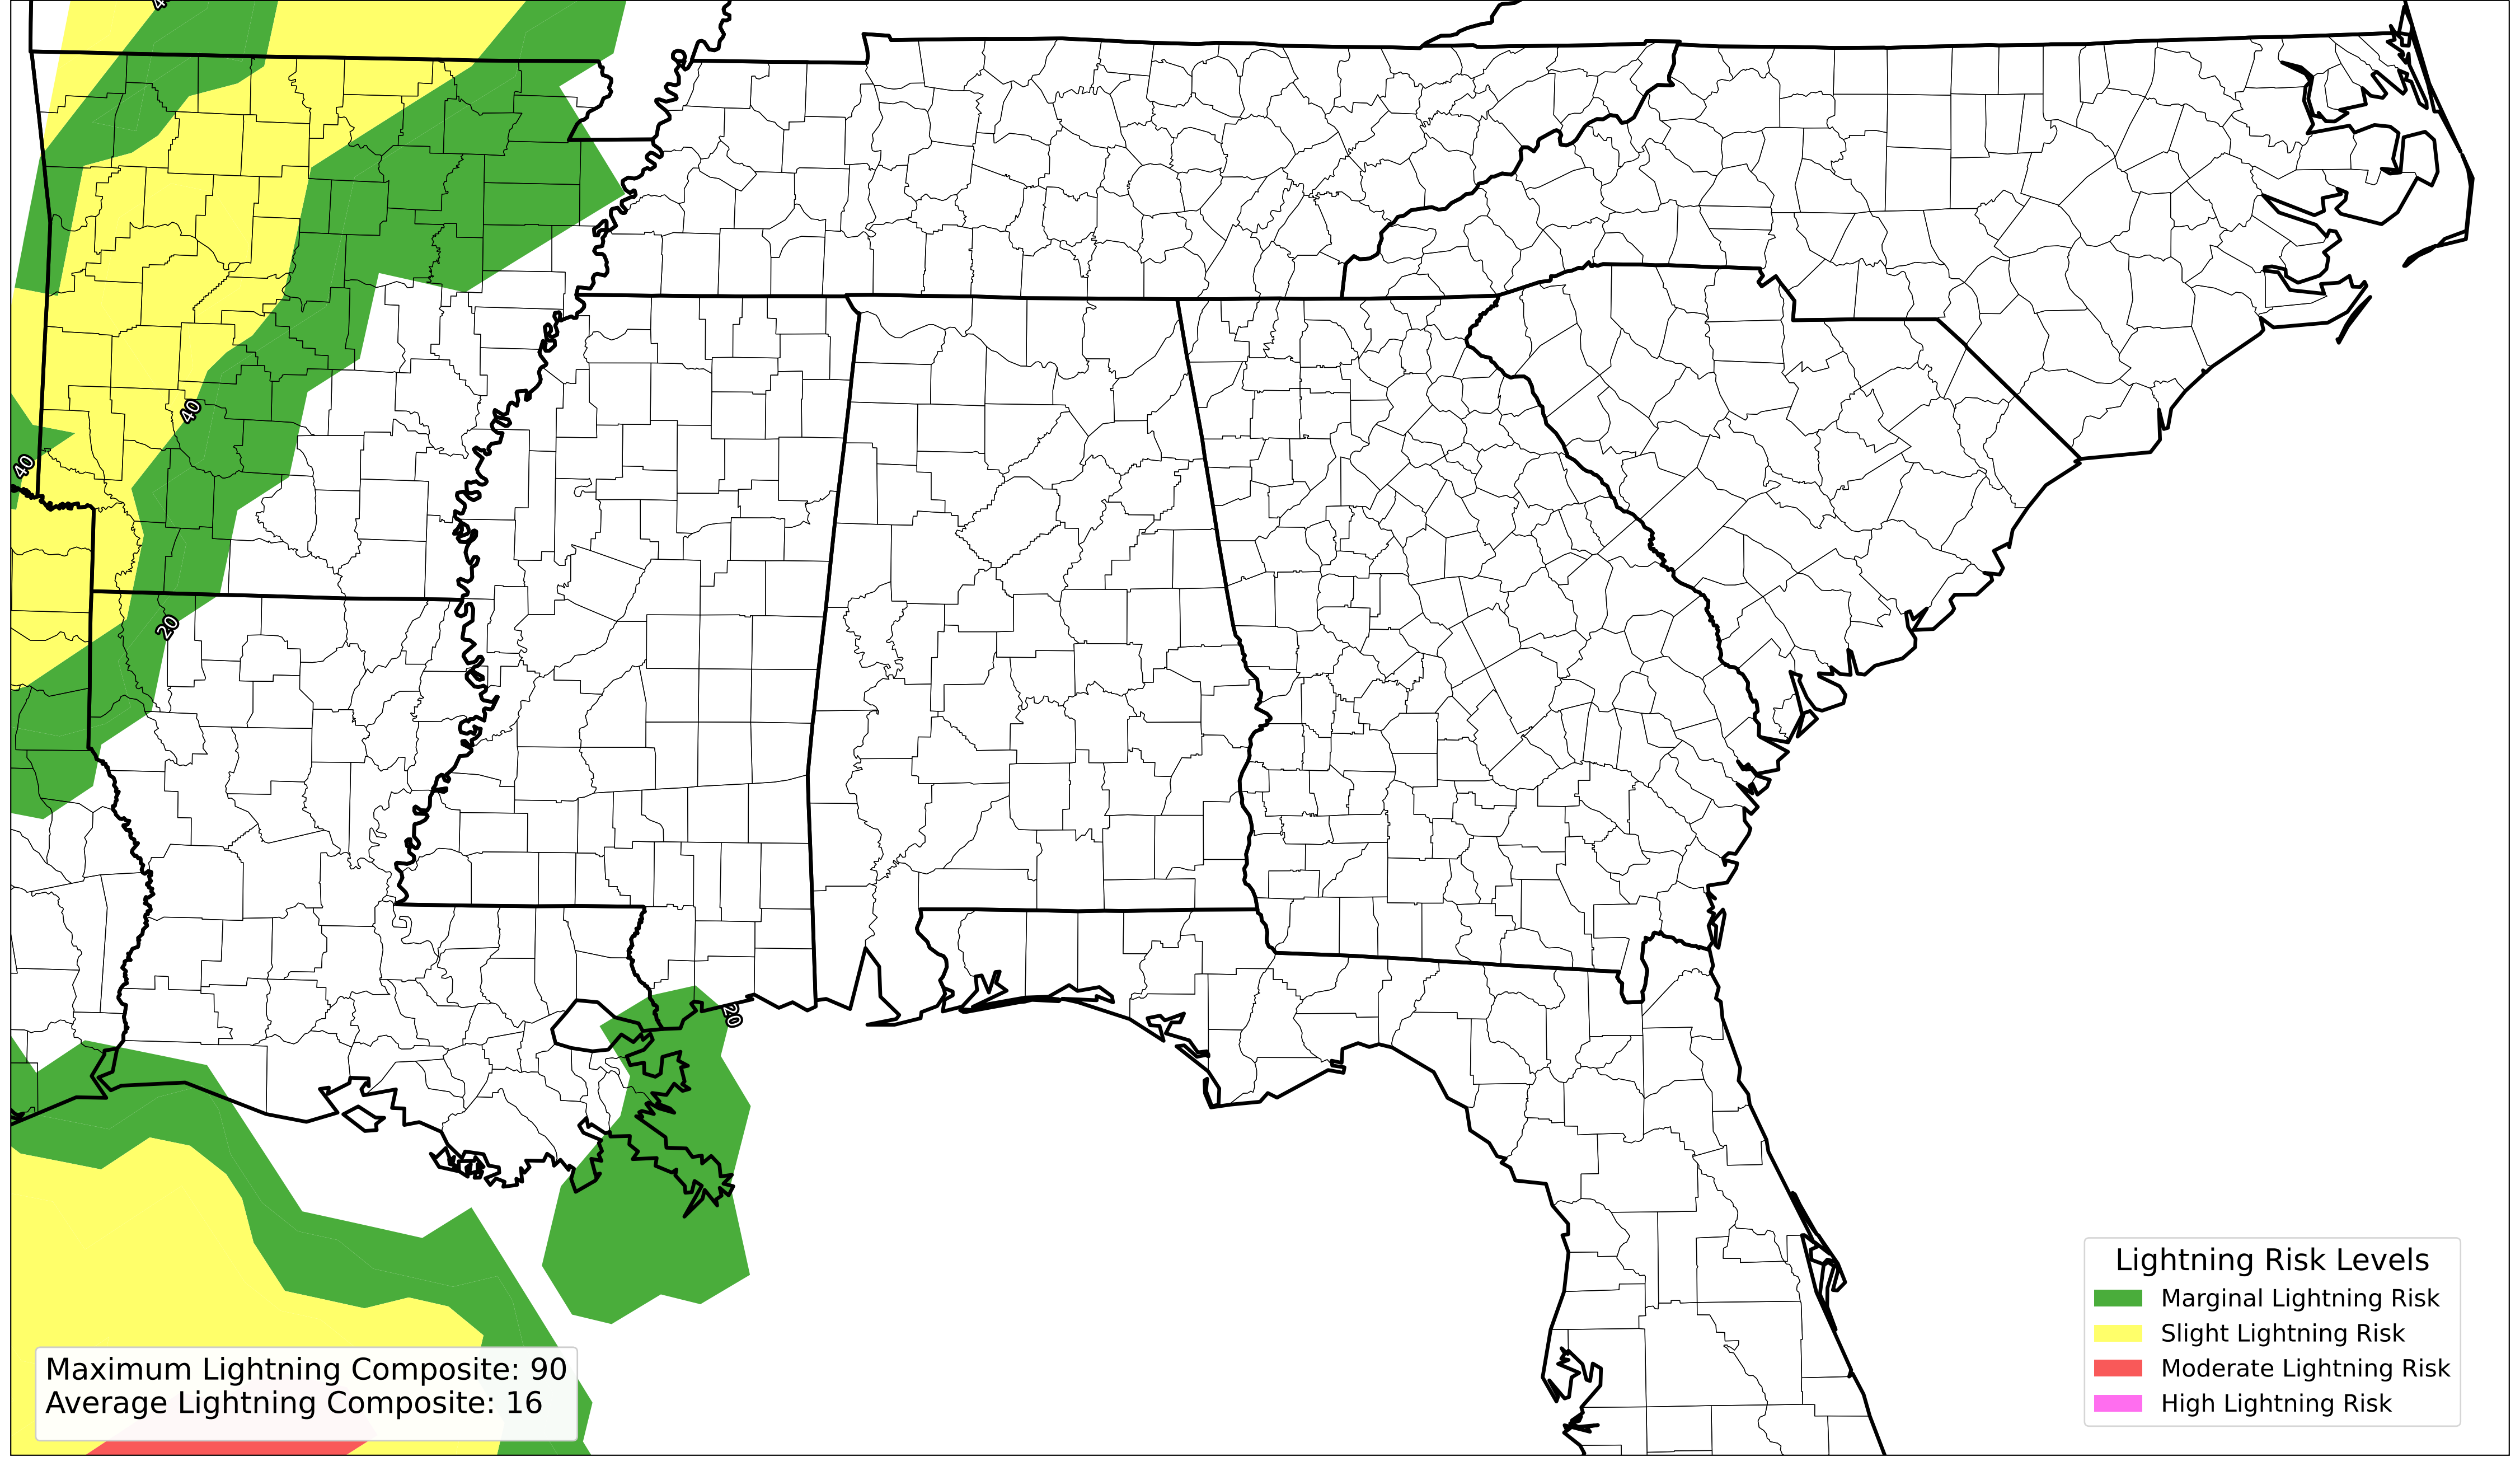 40
40
20
20
Lightning Risk Levels
Marginal Lightning Risk
Slight Lightning Risk
Moderate Lightning Risk
High Lightning Risk
Maximum Lightning Composite: 90
Average Lightning Composite: 16